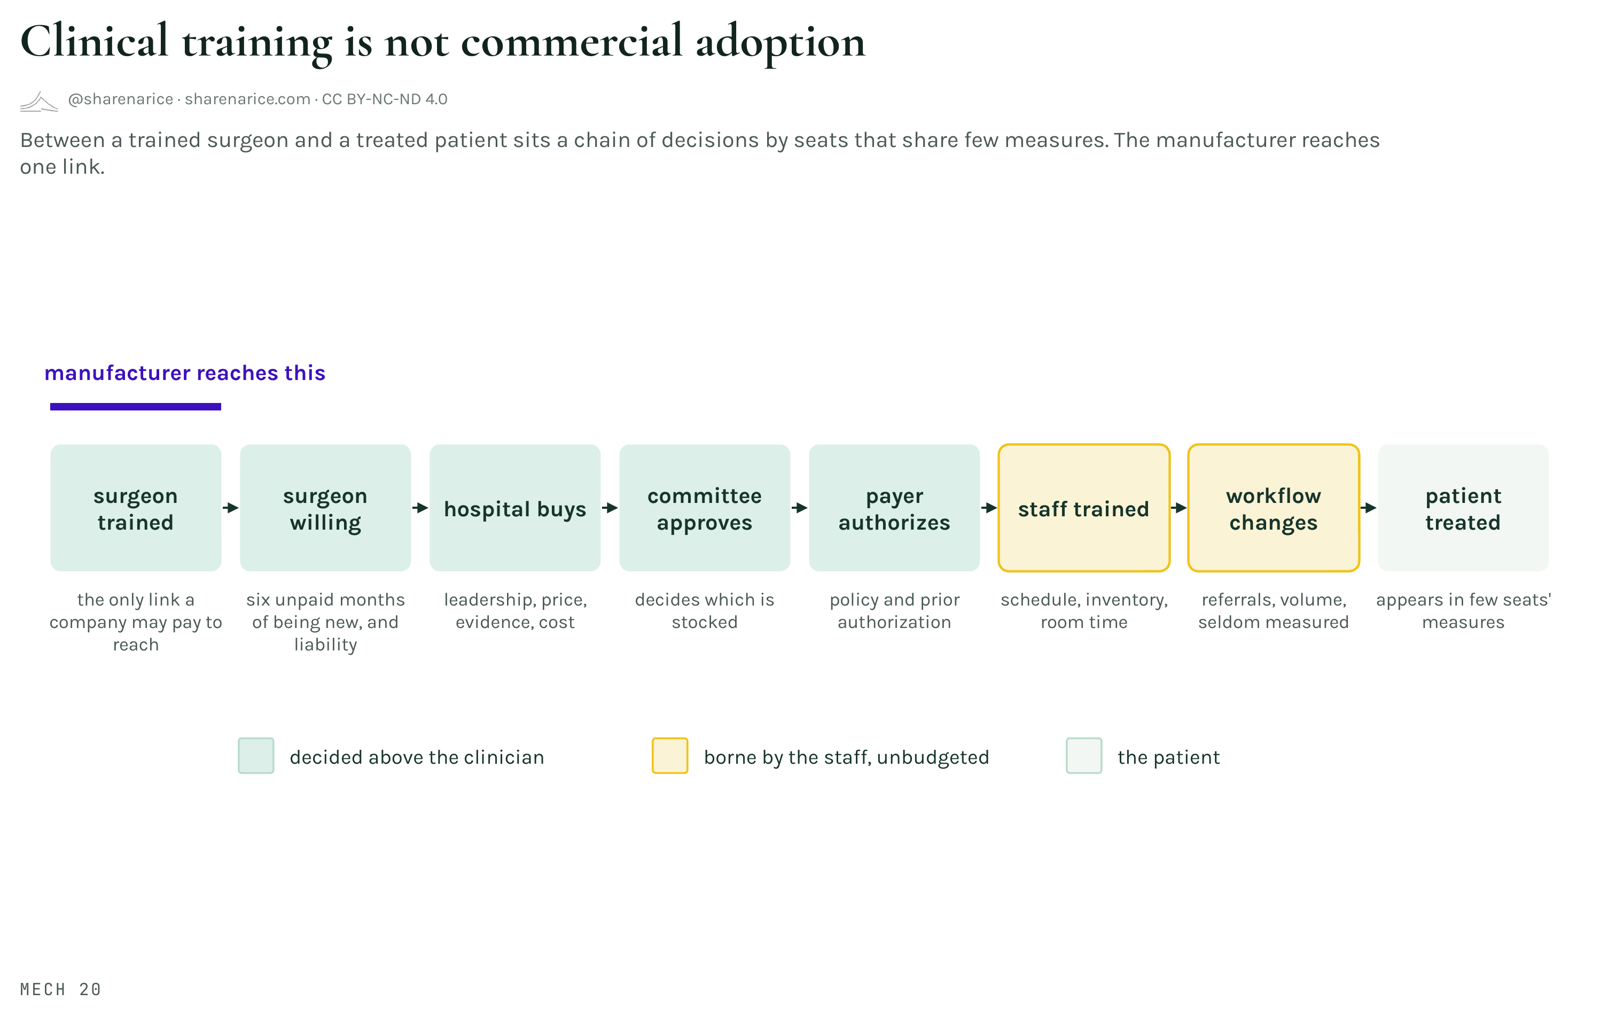 Clinical training is not commercial adoption
@sharenarice · sharenarice.com · CC BY-NC-ND 4.0
Between a trained surgeon and a treated patient sits a chain of decisions by seats that share few measures. The manufacturer reaches
one link.
manufacturer reaches this
surgeon
trained
surgeon
willing
hospital buys
committee
approves
payer
authorizes
staff trained
workflow
changes
patient
treated
the only link a
company may pay to
reach
six unpaid months
of being new, and
liability
leadership, price,
evidence, cost
decides which is
stocked
policy and prior
authorization
schedule, inventory,
room time
referrals, volume,
seldom measured
appears in few seats'
measures
decided above the clinician
borne by the staff, unbudgeted
the patient
MECH 20